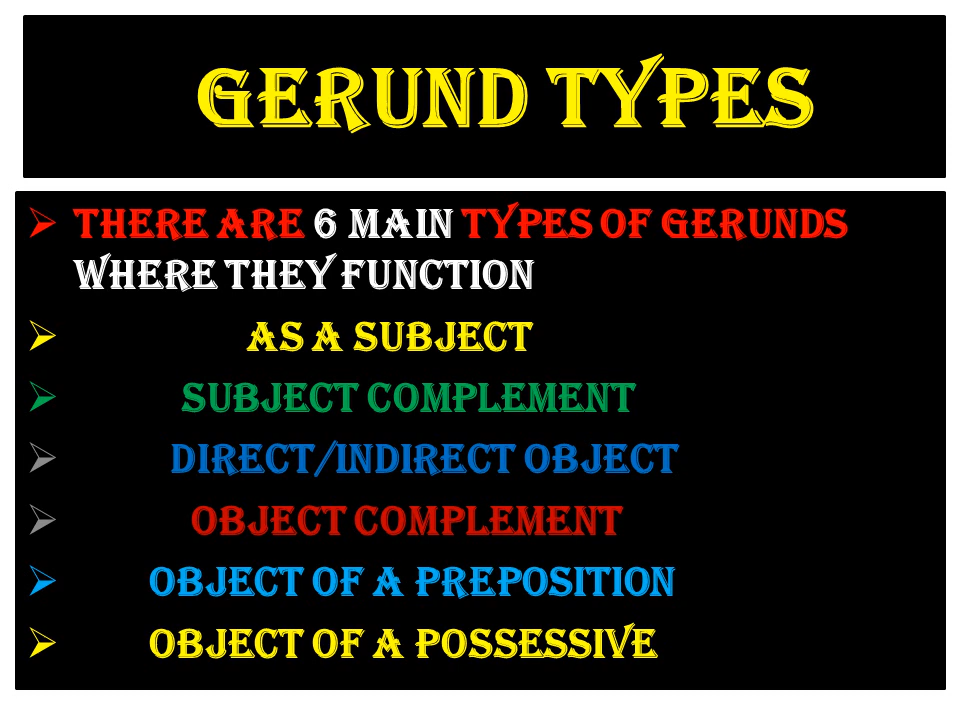 GERUND TYPES
THERE ARE 6 MAIN TYPES OF GERUNDS
WHERE THEY FUNCTION
AS A SUBJECT
SUBJECT COMPLEMENT
DIRECT/INDIRECT OBJECT
OBJECT COMPLEMENT
OBJECT OF A PREPOSITION
OBJECT OF A POSSESSIVE